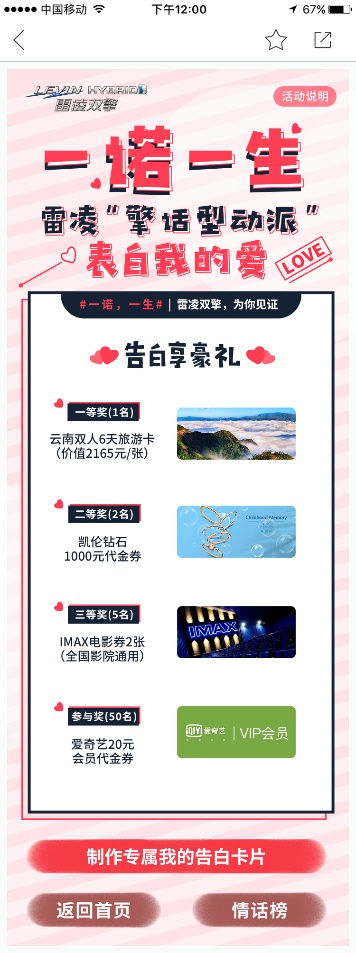 中国移动
下午12:00
67%
LEVIN HYBRID
雷凌双擎
活动说明
一诺一生
雷凌"擎话型动派"
表白我的爱
LOVE
#一诺，一生# | 雷凌双擎，为你见证
告白享豪礼
一等奖(1名)
云南双人6天旅游卡
（价值2165元/张）
二等奖(2名)
凯伦钻石
1000元代金券
Childhood Memory
三等奖(5名)
IMAX电影券2张
（全国影院通用）
IMAX
参与奖(50名)
爱奇艺20元
会员代金券
QIY 爱奇艺 | VIP会员
制作专属我的告白卡片
返回首页
情话榜